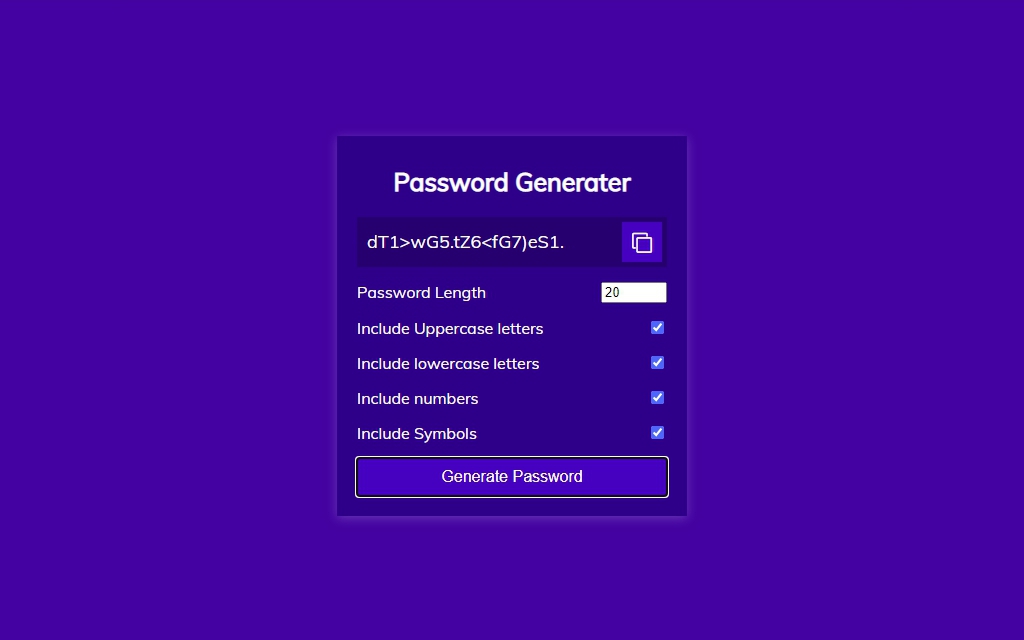 Password Generater
dT1>wG5.tZ6<fG7)eS1.
Password Length 20
Include Uppercase letters
Include lowercase letters
Include numbers
Include Symbols
Generate Password